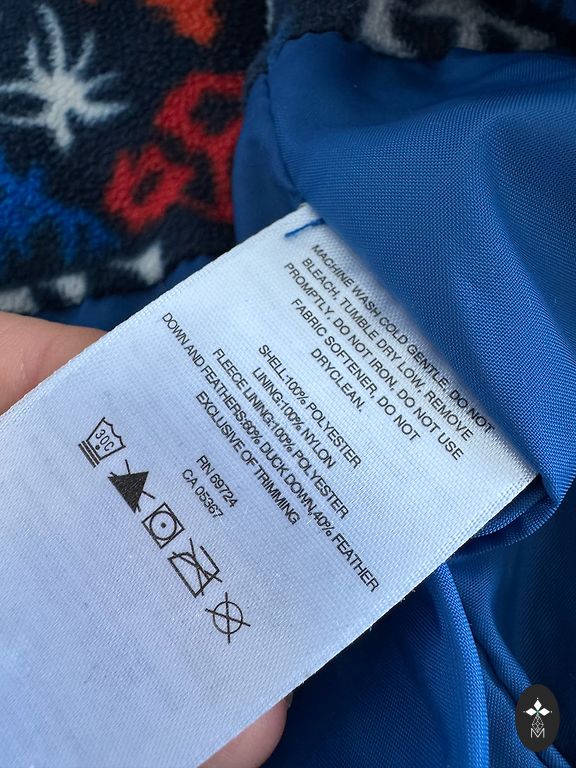 MACHINE WASH COLD GENTLE, DO NOT
BLEACH, TUMBLE DRY LOW, REMOVE
PROMPTLY, DO NOT IRON, DO NOT USE
FABRIC SOFTENER, DO NOT
DRYCLEAN.
SHELL:100% POLYESTER
LINING:100% NYLON
FLEECE LINING:100% POLYESTER
DOWN AND FEATHERS:80% DUCK DOWN,40% FEATHER
EXCLUSIVE OF TRIMMING
RN 69724
CA 05367
30C
M